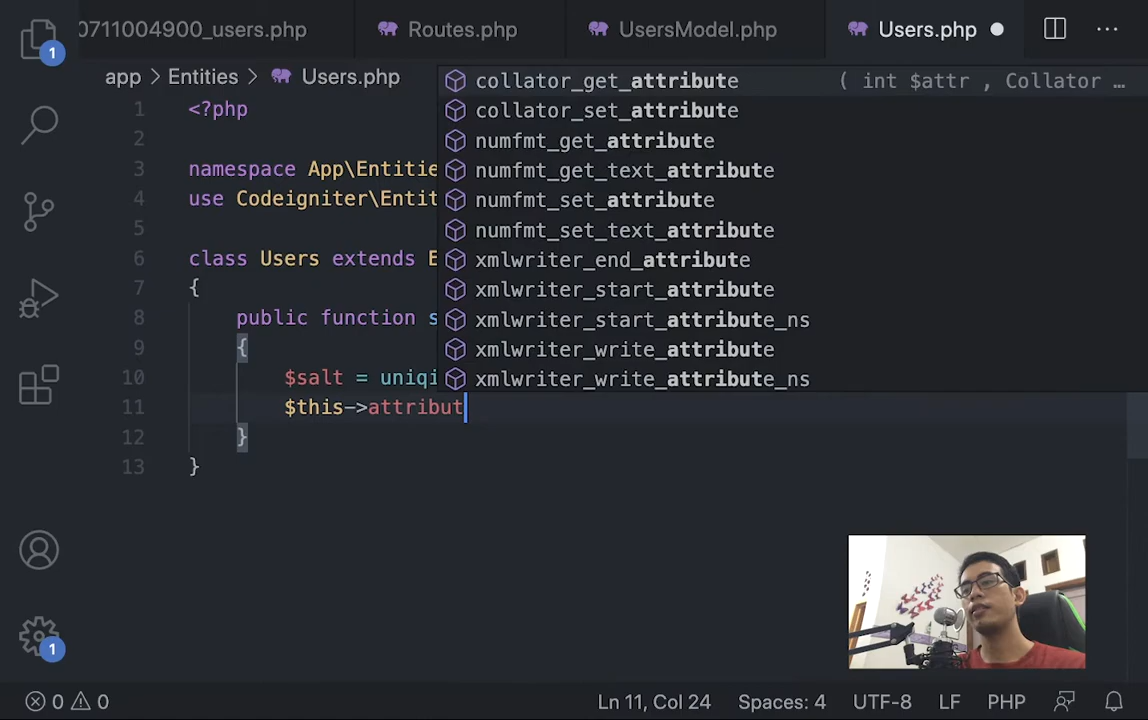 0711004900_users.php Routes.php UsersModel.php Users.php
1
app > Entities > Users.php
collator_get_attribute ( int $attr , Collator …
1 <?php
collator_set_attribute
2
numfmt_get_attribute
3 namespace App\Entitie
numfmt_get_text_attribute
4 use Codeigniter\Entit
numfmt_set_attribute
5
numfmt_set_text_attribute
6 class Users extends E
xmlwriter_end_attribute
7 {
xmlwriter_start_attribute
8 public function s
xmlwriter_start_attribute_ns
9 {
xmlwriter_write_attribute
10 $salt = uniqi
xmlwriter_write_attribute_ns
11 $this->attribut
12 }
13 }
1
0 0 Ln 11, Col 24 Spaces: 4 UTF-8 LF PHP